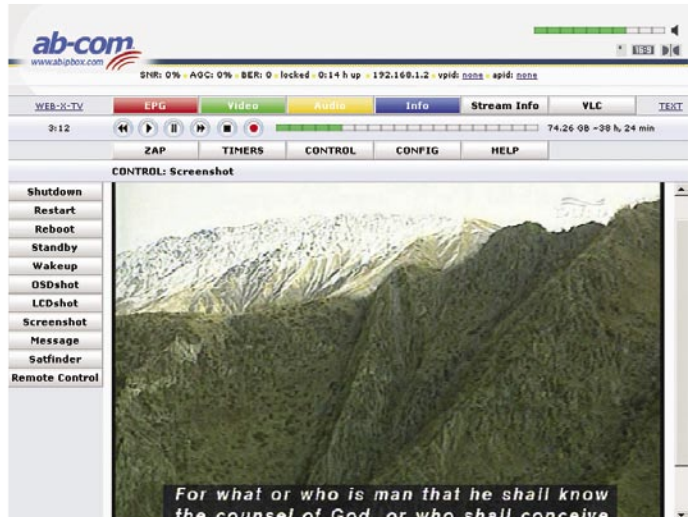 ab-com
www.abipbox.com
16:9
SNR: 0% AGC: 0% BER: 0 locked 0:14 h up 192.168.1.2 vpid: none apid: none
WEB-X-TV EPG Video Audio Info Stream Info VLC TEXT
3:12 74.26 GB ~38 h, 24 min
ZAP TIMERS CONTROL CONFIG HELP
CONTROL: Screenshot
Shutdown
Restart
Reboot
Standby
Wakeup
OSDshot
LCDshot
Screenshot
Message
Satfinder
Remote Control
For what or who is man that he shall know
the counsel of God, or who shall conceive